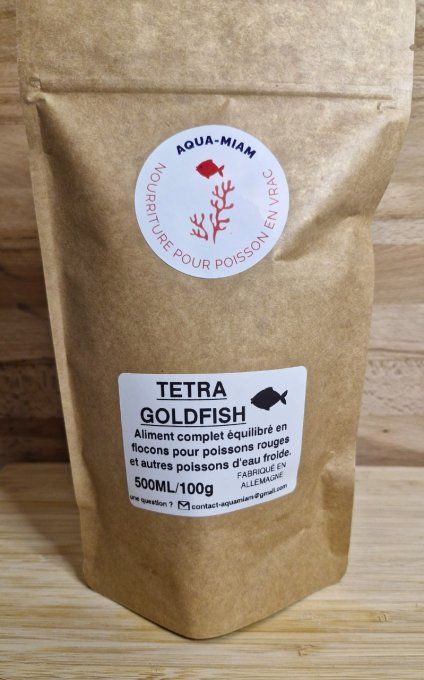 AQUA-MIAM
NOURRITURE POUR POISSON EN VRAC
TETRA
GOLDFISH
Aliment complet équilibré en
flocons pour poissons rouges
et autres poissons d'eau froide.
FABRIQUÉ EN
ALLEMAGNE
500ML/100g
une question ? contact-aquamiam@gmail.com